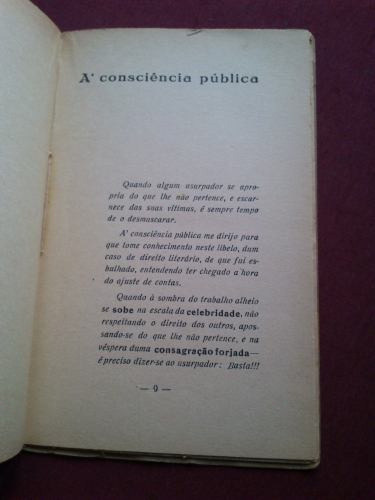 A' consciência pública
Quando algum usurpador se apro-
pria do que lhe não pertence, e escar-
nece das suas vítimas, é sempre tempo
de o desmascarar.
A' consciência pública me dirijo para
que tome conhecimento neste libelo, dum
caso de direito literário, de que fui es-
bulhado, entendendo ter chegado a hora
do ajuste de contas.
Quando à sombra do trabalho alheio
se sobe na escala da celebridade, não
respeitando o direito dos outros, apos-
sando-se do que lhe não pertence, e na
véspera duma consagração forjada—
é preciso dizer-se ao usurpador: Basta!!!
— 9 —